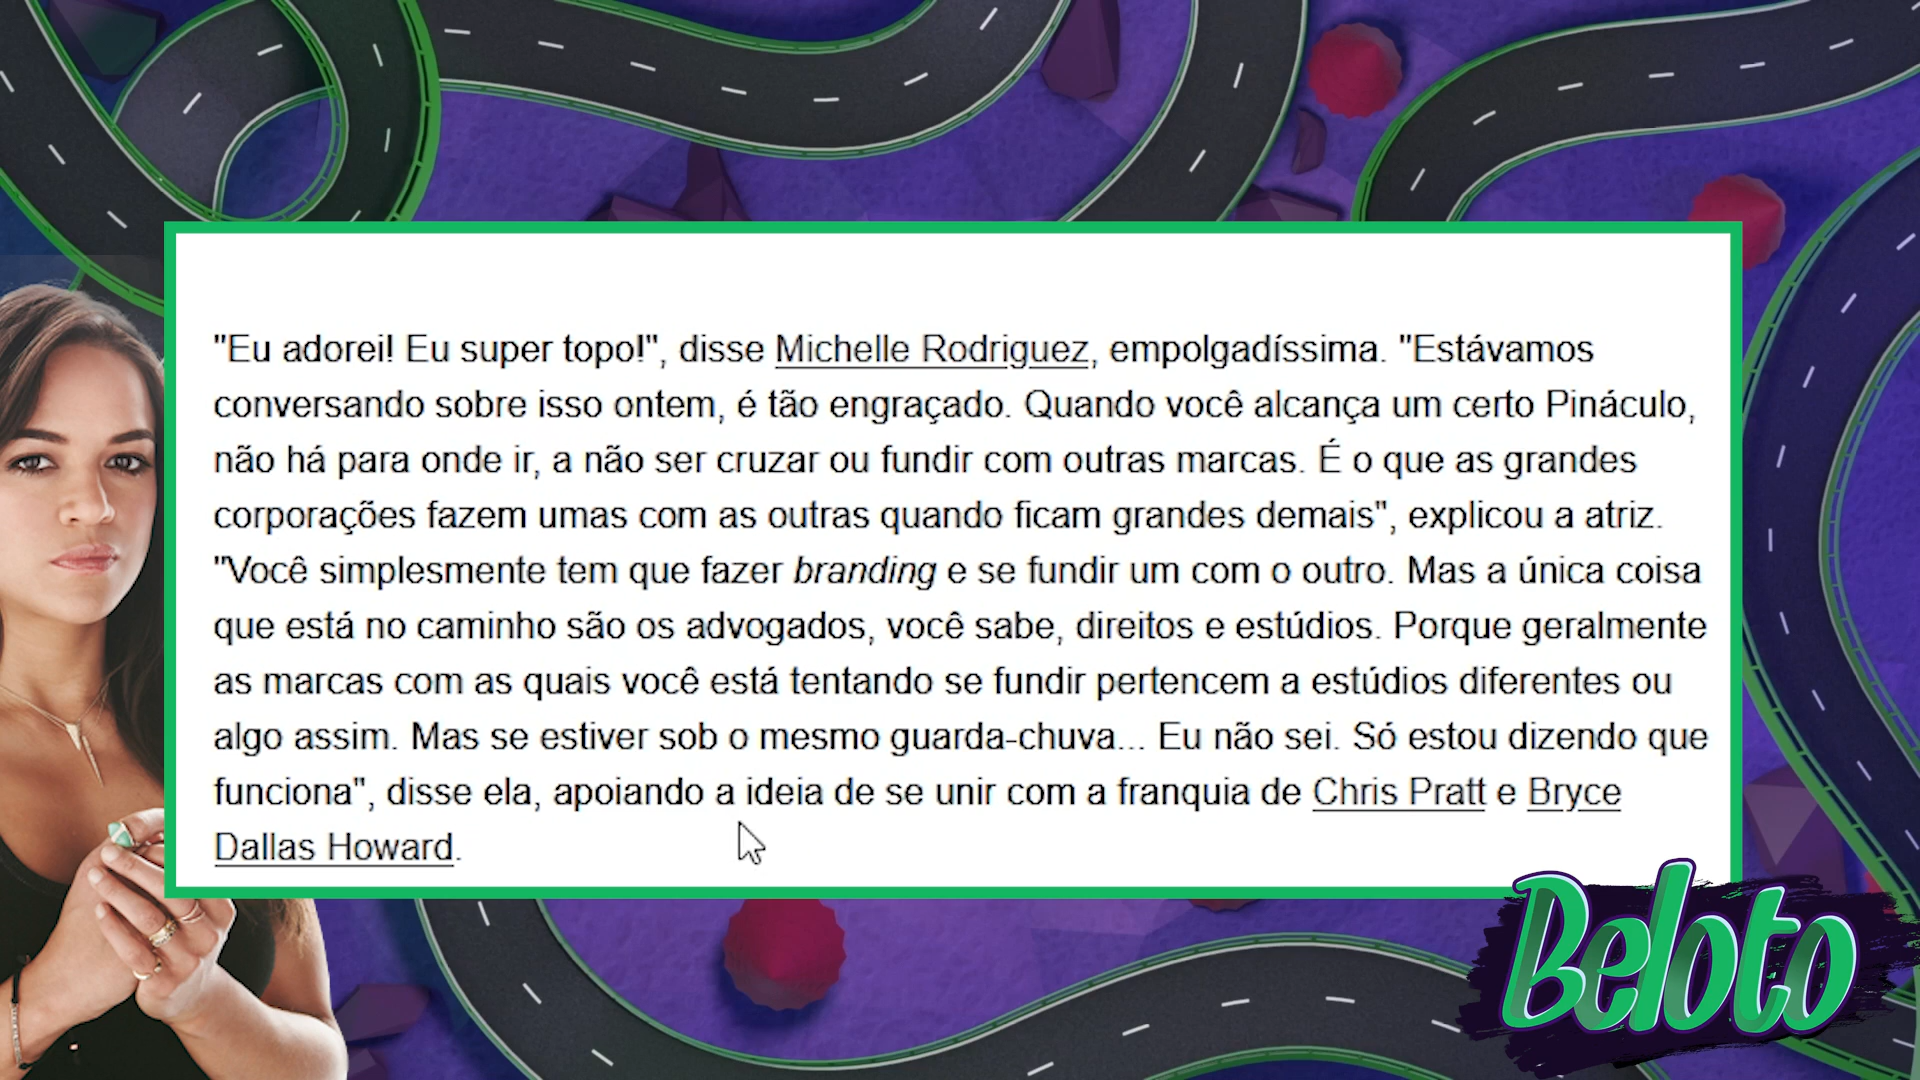 "Eu adorei! Eu super topo!", disse Michelle Rodriguez, empolgadíssima. "Estávamos
conversando sobre isso ontem, é tão engraçado. Quando você alcança um certo Pináculo,
não há para onde ir, a não ser cruzar ou fundir com outras marcas. É o que as grandes
corporações fazem umas com as outras quando ficam grandes demais", explicou a atriz.
"Você simplesmente tem que fazer branding e se fundir um com o outro. Mas a única coisa
que está no caminho são os advogados, você sabe, direitos e estúdios. Porque geralmente
as marcas com as quais você está tentando se fundir pertencem a estúdios diferentes ou
algo assim. Mas se estiver sob o mesmo guarda-chuva... Eu não sei. Só estou dizendo que
funciona", disse ela, apoiando a ideia de se unir com a franquia de Chris Pratt e Bryce
Dallas Howard.
Beloto